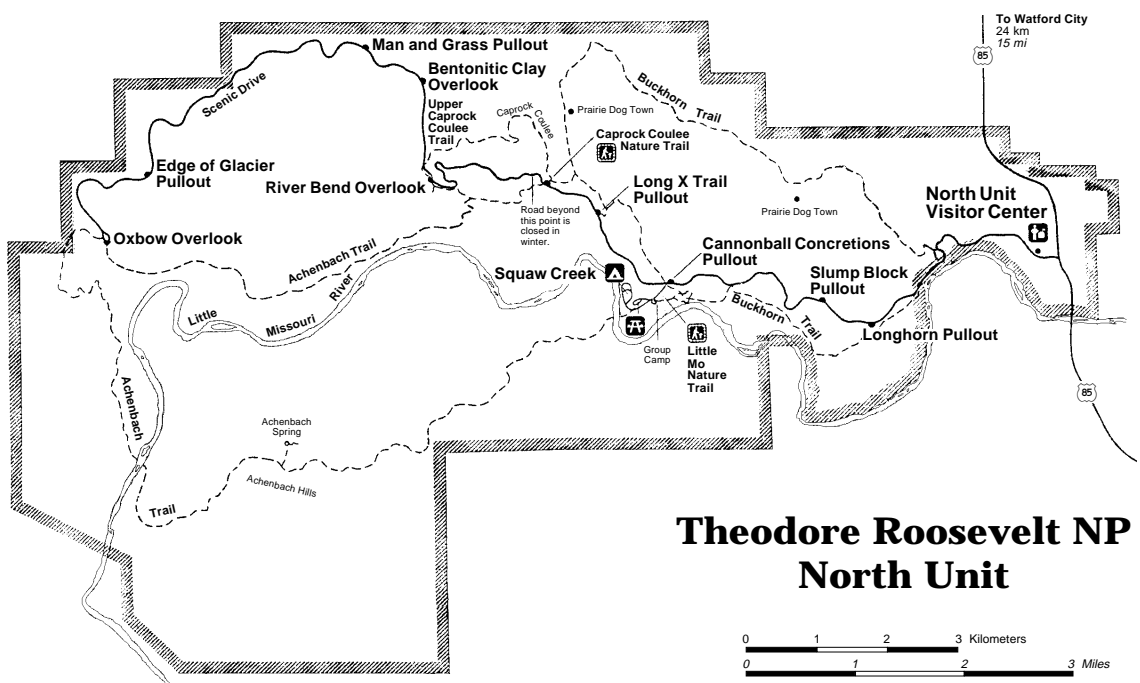 To Watford City
24 km
15 mi
85
Man and Grass Pullout
Bentonitic Clay
Overlook
Scenic Drive
Upper
Caprock
Coulee
Trail
Caprock
Coulee
Buckhorn Trail
Prairie Dog Town
Caprock Coulee
Nature Trail
Edge of Glacier
Pullout
River Bend Overlook
Long X Trail
Pullout
Road beyond
this point is
closed in
winter.
Prairie Dog Town
North Unit
Visitor Center
Oxbow Overlook
Achenbach Trail
Cannonball Concretions
Pullout
Squaw Creek
Slump Block
Pullout
Little
Missouri
River
Buckhorn
Trail
Longhorn Pullout
Group
Camp
Little
Mo
Nature
Trail
85
Achenbach
Trail
Achenbach
Spring
Achenbach Hills
Theodore Roosevelt NP
North Unit
0 1 2 3 Kilometers
0 1 2 3 Miles